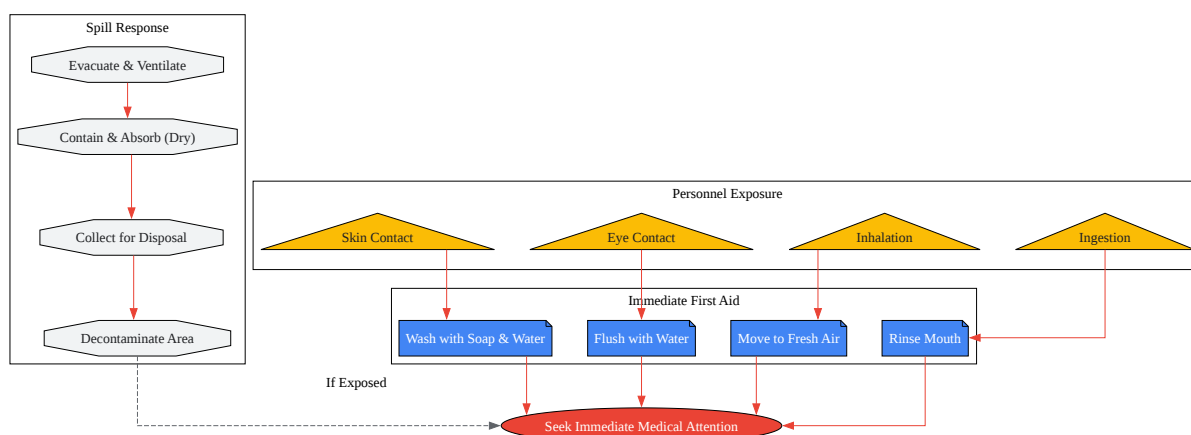 Spill Response
Evacuate & Ventilate
Contain & Absorb (Dry)
Collect for Disposal
Decontaminate Area
Personnel Exposure
Skin Contact
Eye Contact
Inhalation
Ingestion
Immediate First Aid
Wash with Soap & Water
Flush with Water
Move to Fresh Air
Rinse Mouth
If Exposed
Seek Immediate Medical Attention